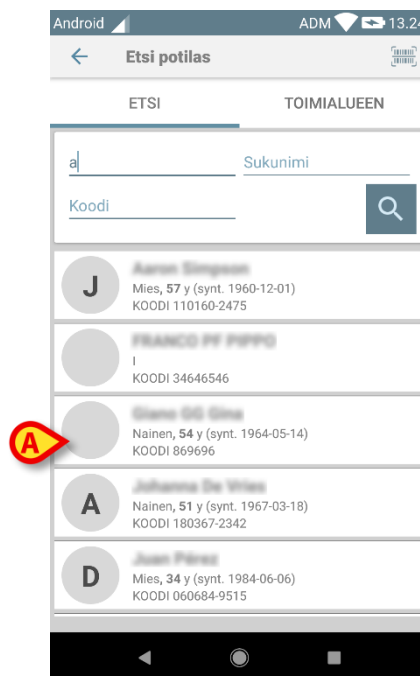 Android ADM 13.24
Etsi potilas
ETSI TOIMIALUEEN
a Sukunimi
Koodi
J
Mies, 57 y (synt. 1960-12-01)
KOODI 110160-2475
I
KOODI 34646546
A
Nainen, 54 y (synt. 1964-05-14)
KOODI 869696
A
Nainen, 51 y (synt. 1967-03-18)
KOODI 180367-2342
D
Mies, 34 y (synt. 1984-06-06)
KOODI 060684-9515